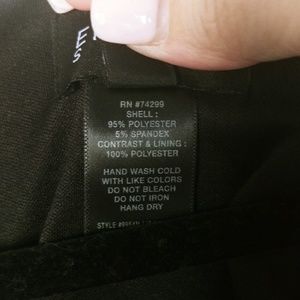 RN #74299
SHELL :
95% POLYESTER
5% SPANDEX
CONTRAST & LINING :
100% POLYESTER
HAND WASH COLD
WITH LIKE COLORS
DO NOT BLEACH
DO NOT IRON
HANG DRY
STYLE